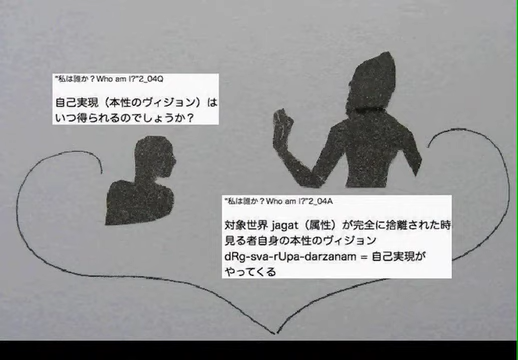 “私は誰か？Who am I?”2_04Q
自己実現（本性のヴィジョン）は
いつ得られるのでしょうか？
“私は誰か？Who am I?”2_04A
対象世界 jagat（属性）が完全に捨離された時
見る者自身の本性のヴィジョン
dRg-sva-rUpa-darzanam = 自己実現が
やってくる